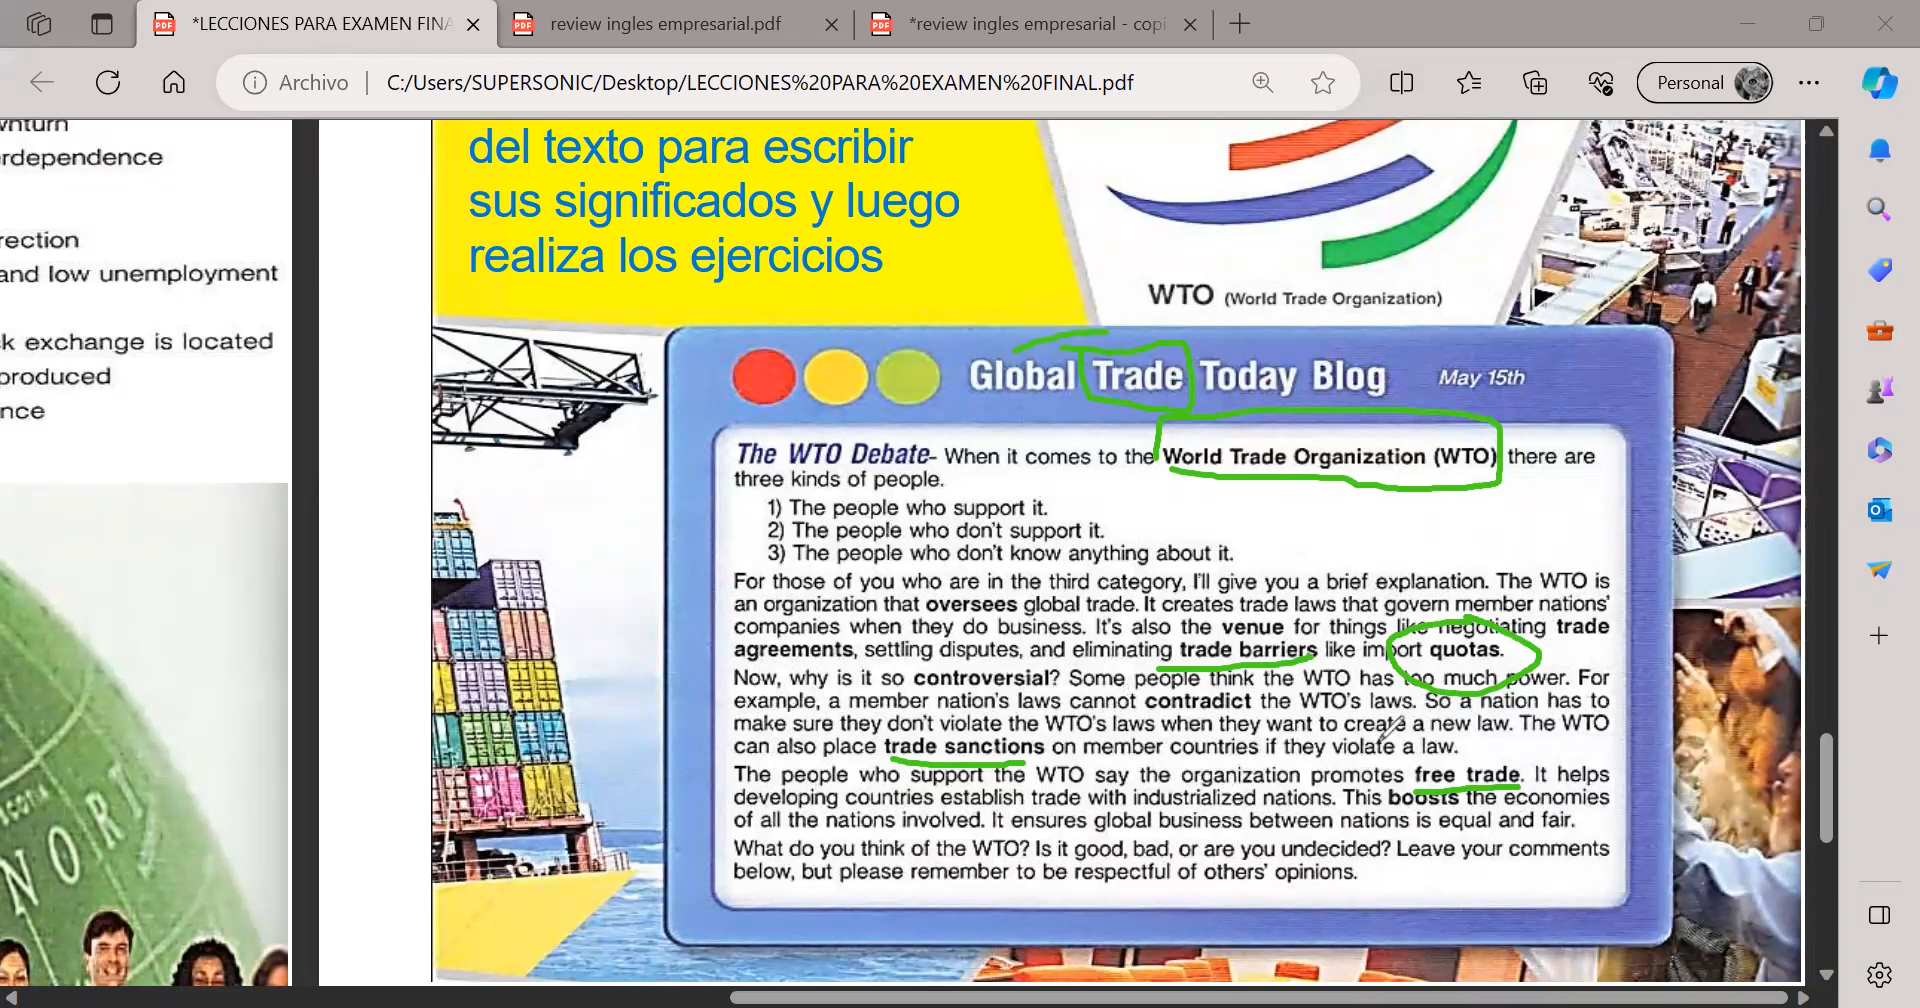 *LECCIONES PARA EXAMEN FINA
review ingles empresarial.pdf
*review ingles empresarial - copi
Archivo
C:/Users/SUPERSONIC/Desktop/LECCIONES%20PARA%20EXAMEN%20FINAL.pdf
Personal
erdependence
rection
and low unemployment
k exchange is located
produced
nce
del texto para escribir
sus significados y luego
realiza los ejercicios
WTO (World Trade Organization)
Global Trade Today Blog May 15th
The WTO Debate- When it comes to the World Trade Organization (WTO) there are
three kinds of people.
1) The people who support it.
2) The people who don't support it.
3) The people who don't know anything about it.
For those of you who are in the third category, I'll give you a brief explanation. The WTO is
an organization that oversees global trade. It creates trade laws that govern member nations'
companies when they do business. It's also the venue for things like negotiating trade
agreements, settling disputes, and eliminating trade barriers like import quotas.
Now, why is it so controversial? Some people think the WTO has too much power. For
example, a member nation's laws cannot contradict the WTO's laws. So a nation has to
make sure they don't violate the WTO's laws when they want to create a new law. The WTO
can also place trade sanctions on member countries if they violate a law.
The people who support the WTO say the organization promotes free trade. It helps
developing countries establish trade with industrialized nations. This boosts the economies
of all the nations involved. It ensures global business between nations is equal and fair.
What do you think of the WTO? Is it good, bad, or are you undecided? Leave your comments
below, but please remember to be respectful of others' opinions.
NORI